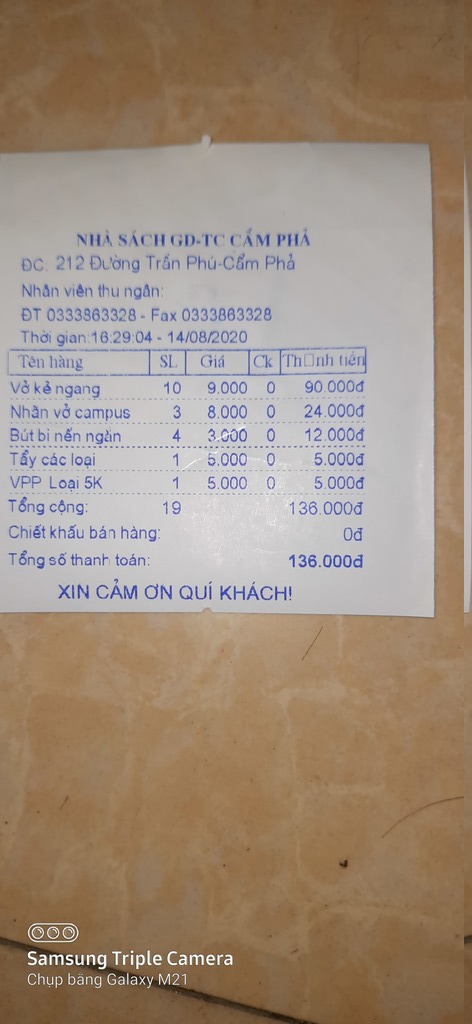 NHÀ SÁCH GD-TC CẨM PHẢ
ĐC: 212 Đường Trần Phú-Cẩm Phả
Nhân viên thu ngân:
ĐT 0333863328 - Fax 0333863328
Thời gian:16:29:04 - 14/08/2020
Tên hàng SL Giá Ck Th□nh tiền
Vở kẻ ngang 10 9.000 0 90.000đ
Nhãn vở campus 3 8.000 0 24.000đ
Bút bi nến ngàn 4 3.000 0 12.000đ
Tẩy các loại 1 5.000 0 5.000đ
VPP Loại 5K 1 5.000 0 5.000đ
Tổng cộng: 19 136.000đ
Chiết khấu bán hàng: 0đ
Tổng số thanh toán: 136.000đ
XIN CẢM ƠN QUÍ KHÁCH!
Samsung Triple Camera
Chụp bằng Galaxy M21